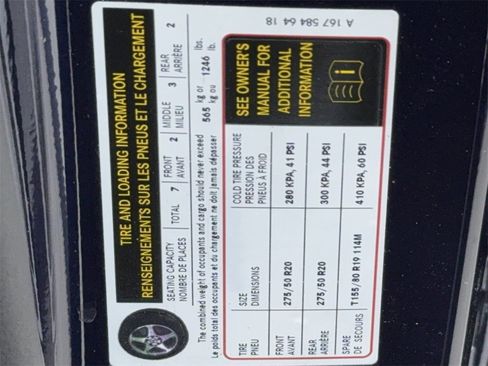 TIRE AND LOADING INFORMATION
RENSEIGNEMENTS SUR LES PNEUS ET LE CHARGEMENT
SEATING CAPACITY TOTAL 7 FRONT 2 MIDDLE 3 REAR 2
NOMBRE DE PLACES AVANT MILIEU ARRIÈRE
The combined weight of occupants and cargo should never exceed 565 kg or 1246 lbs.
Le poids total des occupants et du chargement ne doit jamais dépasser kg ou lb.
TIRE SIZE COLD TIRE PRESSURE
PNEU DIMENSIONS PRESSION DES
PNEUS À FROID
FRONT 275/50 R20 280 KPA, 41 PSI
AVANT
REAR 275/50 R20 300 KPA, 44 PSI
ARRIÈRE
SPARE T155/80 R19 114M 410 KPA, 60 PSI
DE SECOURS
SEE OWNER'S
MANUAL FOR
ADDITIONAL
INFORMATION
A 167 584 64 18